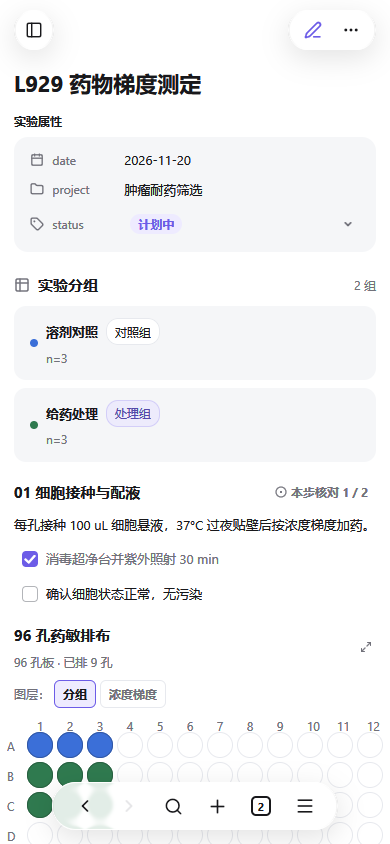 L929 药物梯度测定
实验属性
date 2026-11-20
project 肿瘤耐药筛选
status 计划中
实验分组 2 组
溶剂对照 对照组
n=3
给药处理 处理组
n=3
01 细胞接种与配液 本步核对 1 / 2
每孔接种 100 uL 细胞悬液，37°C 过夜贴壁后按浓度梯度加药。
消毒超净台并紫外照射 30 min
确认细胞状态正常，无污染
96 孔药敏排布
96 孔板 · 已排 9 孔
图层： 分组 浓度梯度
1 2 3 4 5 6 7 8 9 10 11 12
A
B
C
D
2